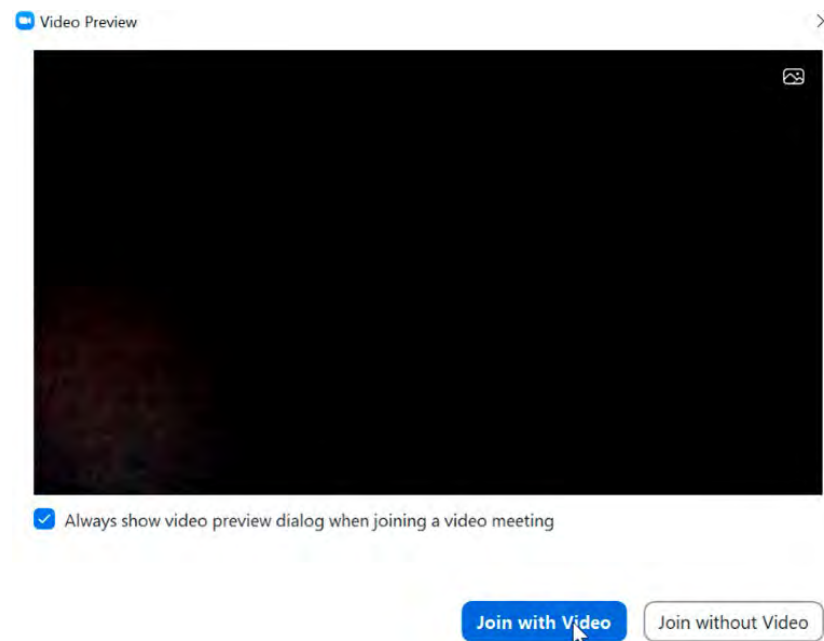 Video Preview
Always show video preview dialog when joining a video meeting
Join with Video
Join without Video